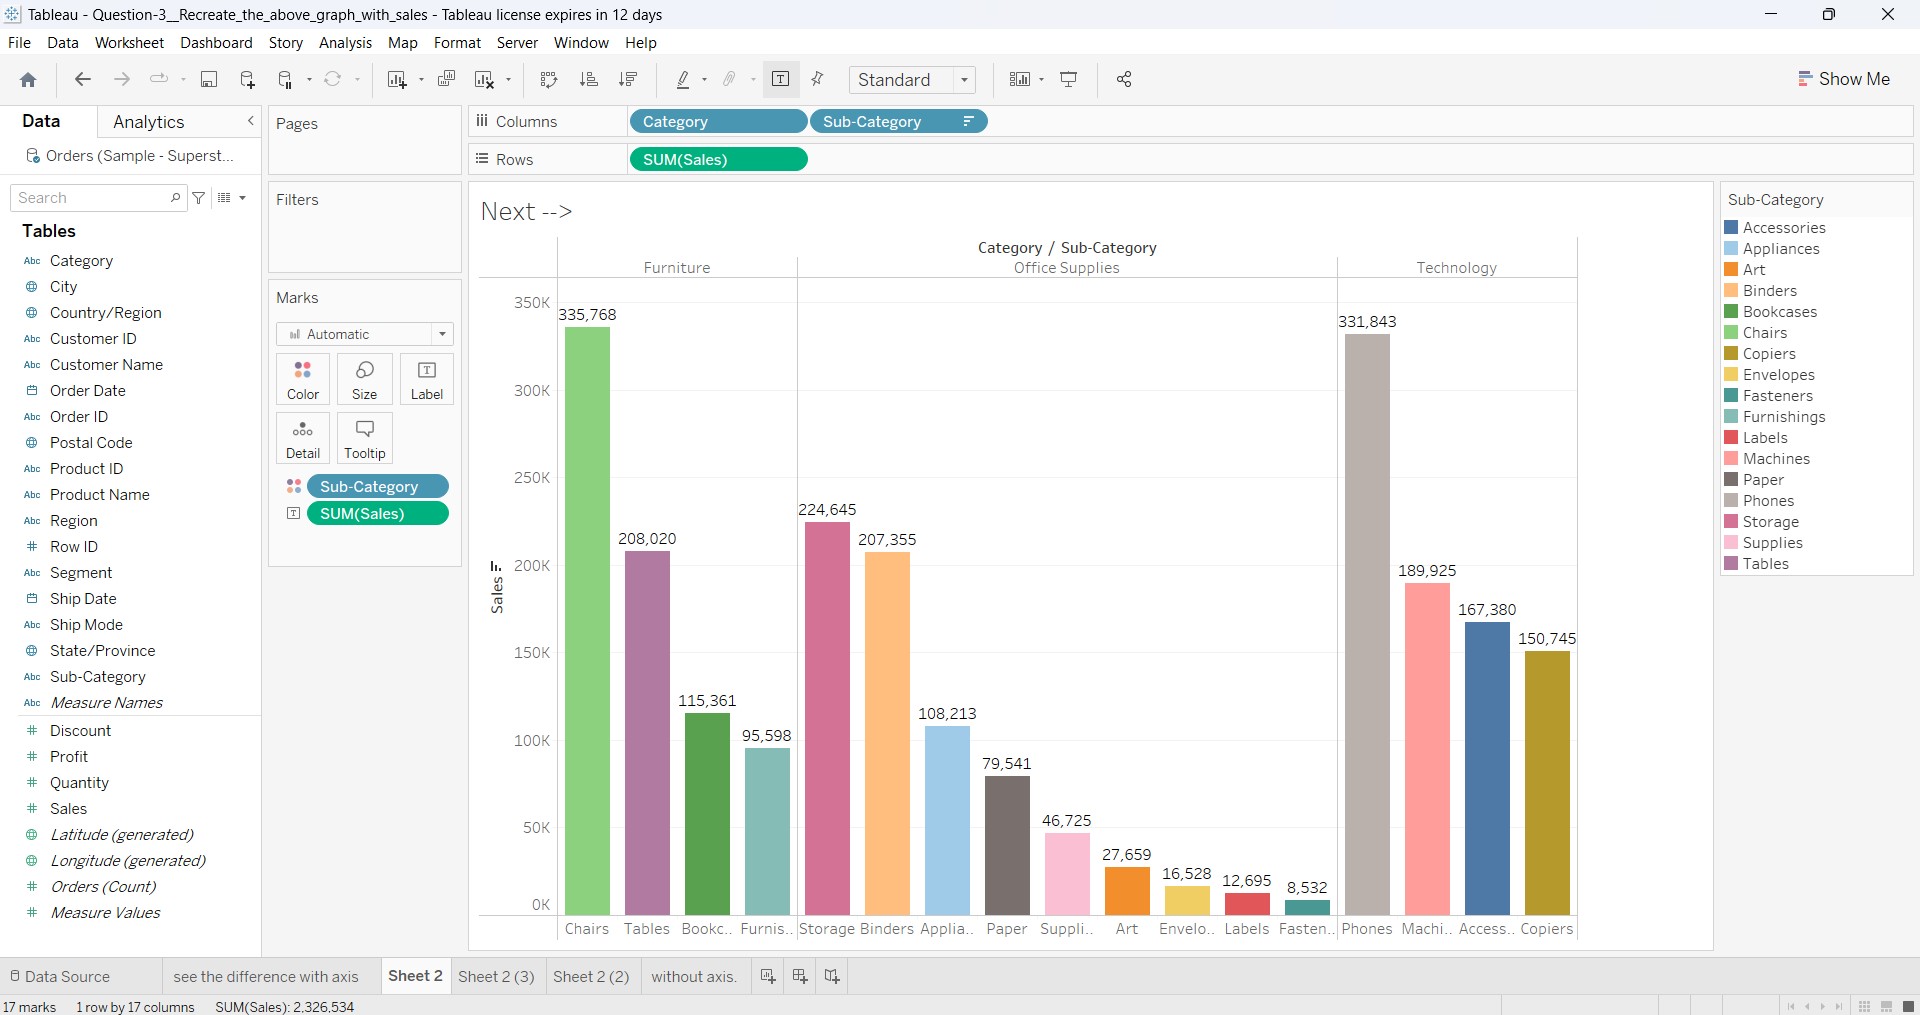 Tableau - Question-3__Recreate_the_above_graph_with_sales - Tableau license expires in 12 days
File Data Worksheet Dashboard Story Analysis Map Format Server Window Help
Standard
Show Me
Data Analytics
Orders (Sample - Superst...
Search
Tables
Abc Category
City
Country/Region
Abc Customer ID
Abc Customer Name
Order Date
Abc Order ID
Postal Code
Abc Product ID
Abc Product Name
Abc Region
# Row ID
Abc Segment
Ship Date
Abc Ship Mode
State/Province
Abc Sub-Category
Abc Measure Names
# Discount
# Profit
# Quantity
# Sales
Latitude (generated)
Longitude (generated)
# Orders (Count)
# Measure Values
Pages
Filters
Marks
Automatic
Color Size Label
Detail Tooltip
Sub-Category
SUM(Sales)
Columns Category Sub-Category
Rows SUM(Sales)
Next -->
Category / Sub-Category
Furniture Office Supplies Technology
Sales
350K
300K
250K
200K
150K
100K
50K
0K
335,768
208,020
115,361
95,598
224,645
207,355
108,213
79,541
46,725
27,659
16,528
12,695
8,532
331,843
189,925
167,380
150,745
Chairs Tables Bookc.. Furnis.. Storage Binders Applia.. Paper Suppli.. Art Envelo.. Labels Fasten.. Phones Machi.. Access.. Copiers
Sub-Category
Accessories
Appliances
Art
Binders
Bookcases
Chairs
Copiers
Envelopes
Fasteners
Furnishings
Labels
Machines
Paper
Phones
Storage
Supplies
Tables
Data Source see the difference with axis Sheet 2 Sheet 2 (3) Sheet 2 (2) without axis.
17 marks 1 row by 17 columns SUM(Sales): 2,326,534